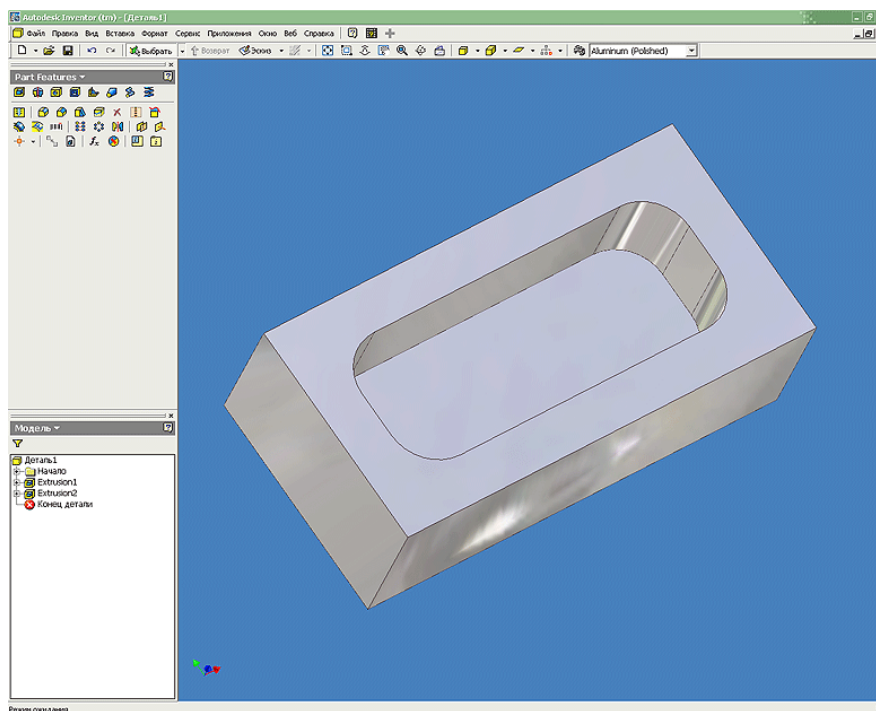 Autodesk Inventor (tm) - [Деталь1]
Файл Правка Вид Вставка Формат Сервис Приложения Окно Веб Справка
Выбрать Возврат Эскиз Aluminum (Polished)
Part Features
Модель
Деталь1
Начало
Extrusion1
Extrusion2
Конец детали
Режим ожидания